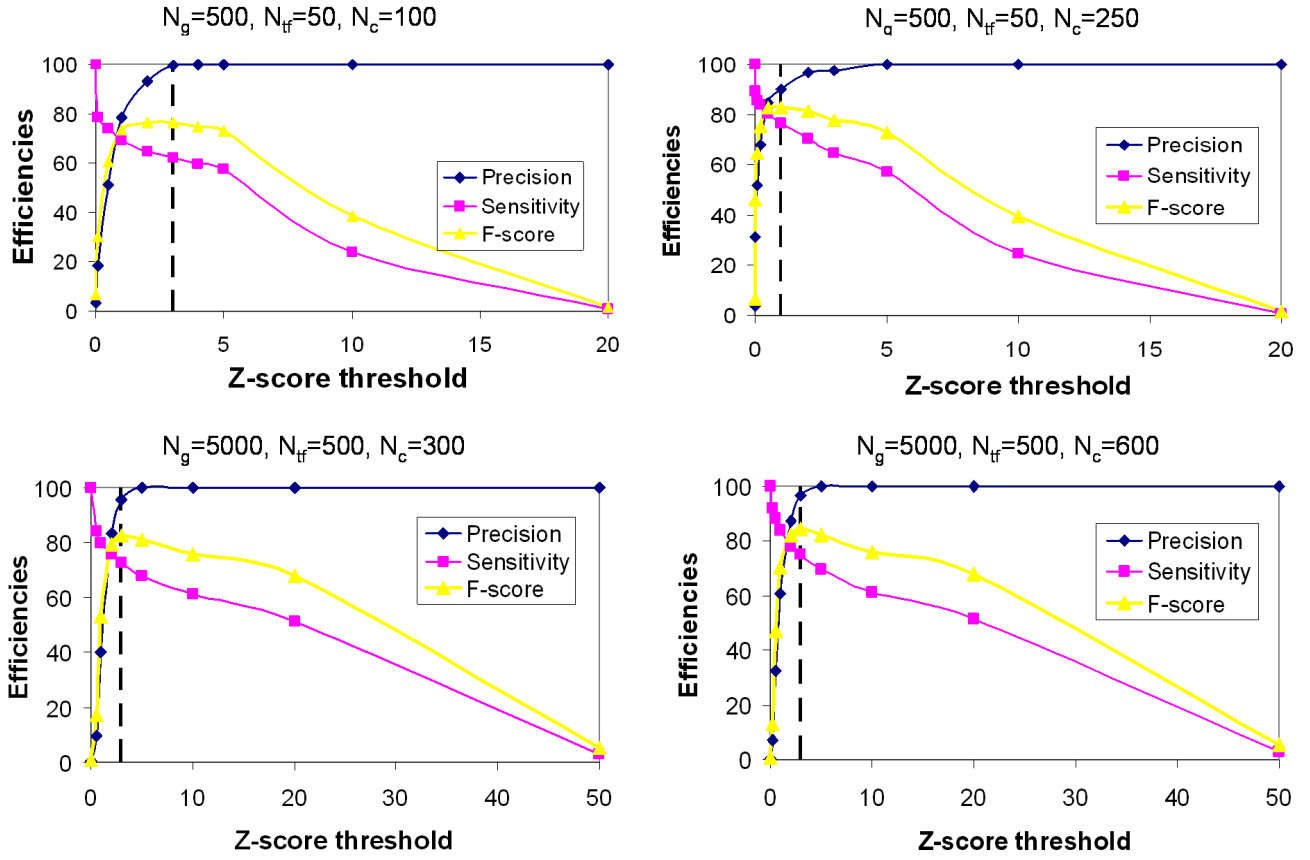 N_g=500, N_tf=50, N_c=100
Efficiencies
100
80
60
40
20
0
Precision
Sensitivity
F-score
0 5 10 15 20
Z-score threshold
N_g=500, N_tf=50, N_c=250
Efficiencies
100
80
60
40
20
0
Precision
Sensitivity
F-score
0 5 10 15 20
Z-score threshold
N_g=5000, N_tf=500, N_c=300
Efficiencies
100
80
60
40
20
0
Precision
Sensitivity
F-score
0 10 20 30 40 50
Z-score threshold
N_g=5000, N_tf=500, N_c=600
Efficiencies
100
80
60
40
20
0
Precision
Sensitivity
F-score
0 10 20 30 40 50
Z-score threshold